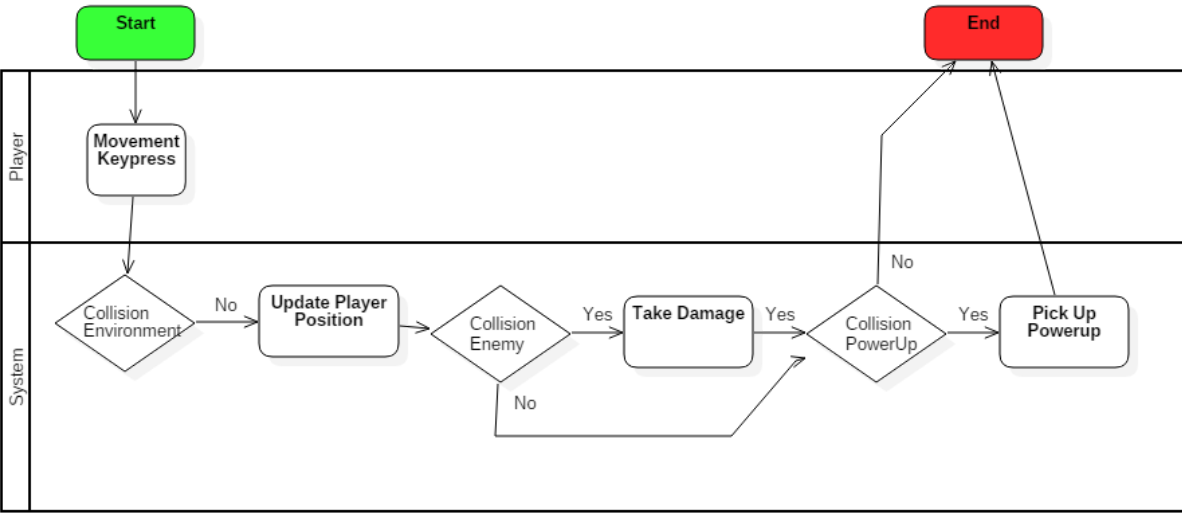 Start
End
Player
Movement
Keypress
System
Collision
Environment
No
Update Player
Position
Collision
Enemy
Yes
No
Take Damage
Yes
Collision
PowerUp
No
Yes
Pick Up
Powerup